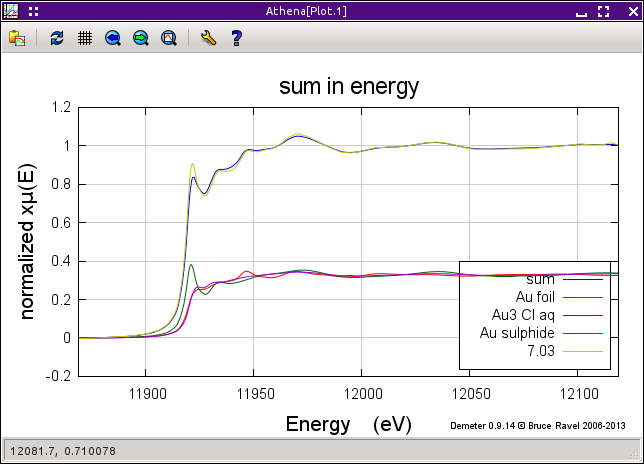 Athena[Plot.1]
sum in energy
normalized xμ(E)
1.2
1
0.8
0.6
0.4
0.2
0
-0.2
sum
Au foil
Au3 Cl aq
Au sulphide
7.03
11900
11950
12000
12050
12100
Energy (eV)
Demeter 0.9.14 © Bruce Ravel 2006-2013
12081.7, 0.710078